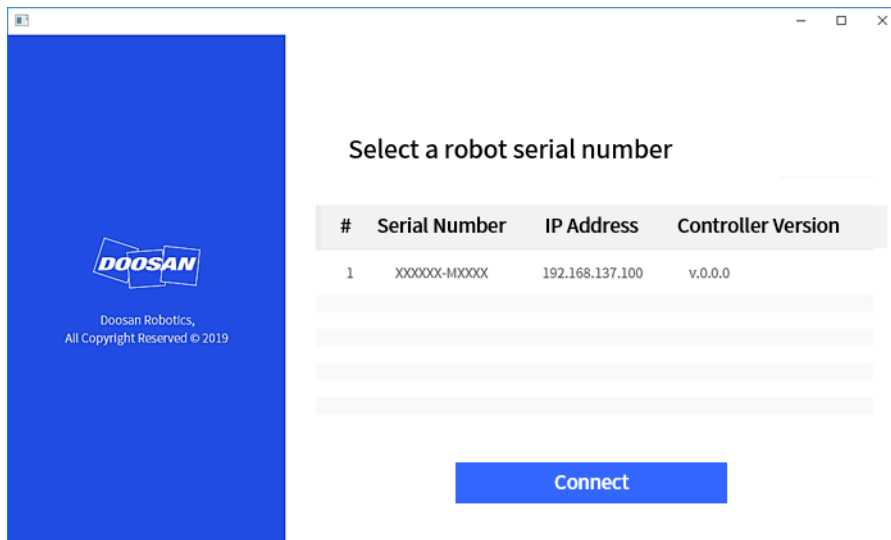 DOOSAN
Doosan Robotics,
All Copyright Reserved © 2019
Select a robot serial number
# Serial Number IP Address Controller Version
1 XXXXXX-MXXXX 192.168.137.100 v.0.0.0
Connect